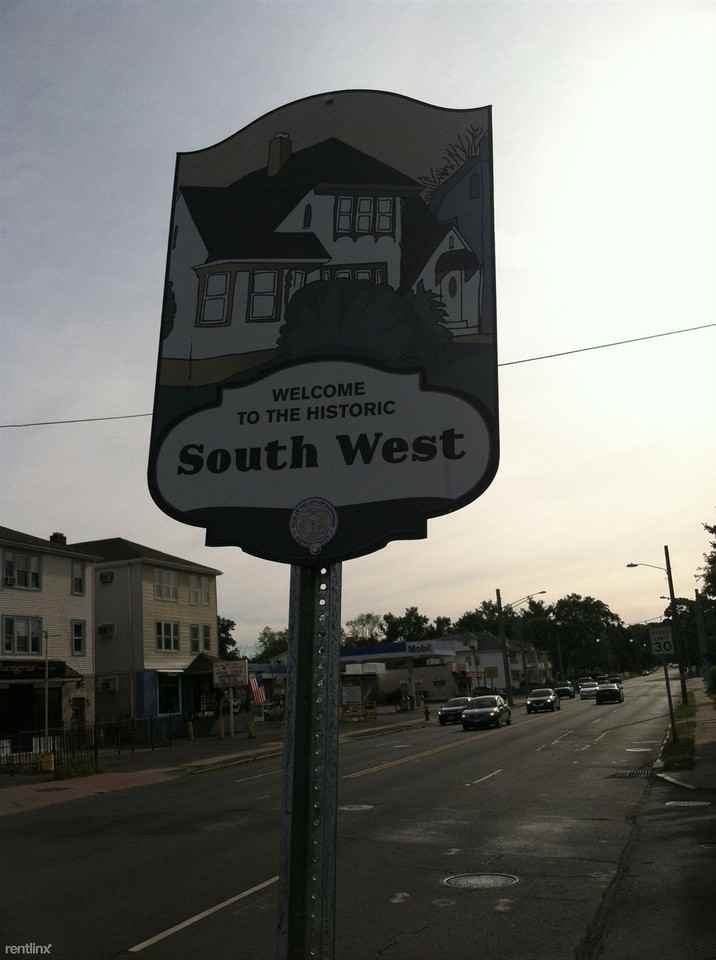 WELCOME
TO THE HISTORIC
South West
Mobil
30
rentlinx